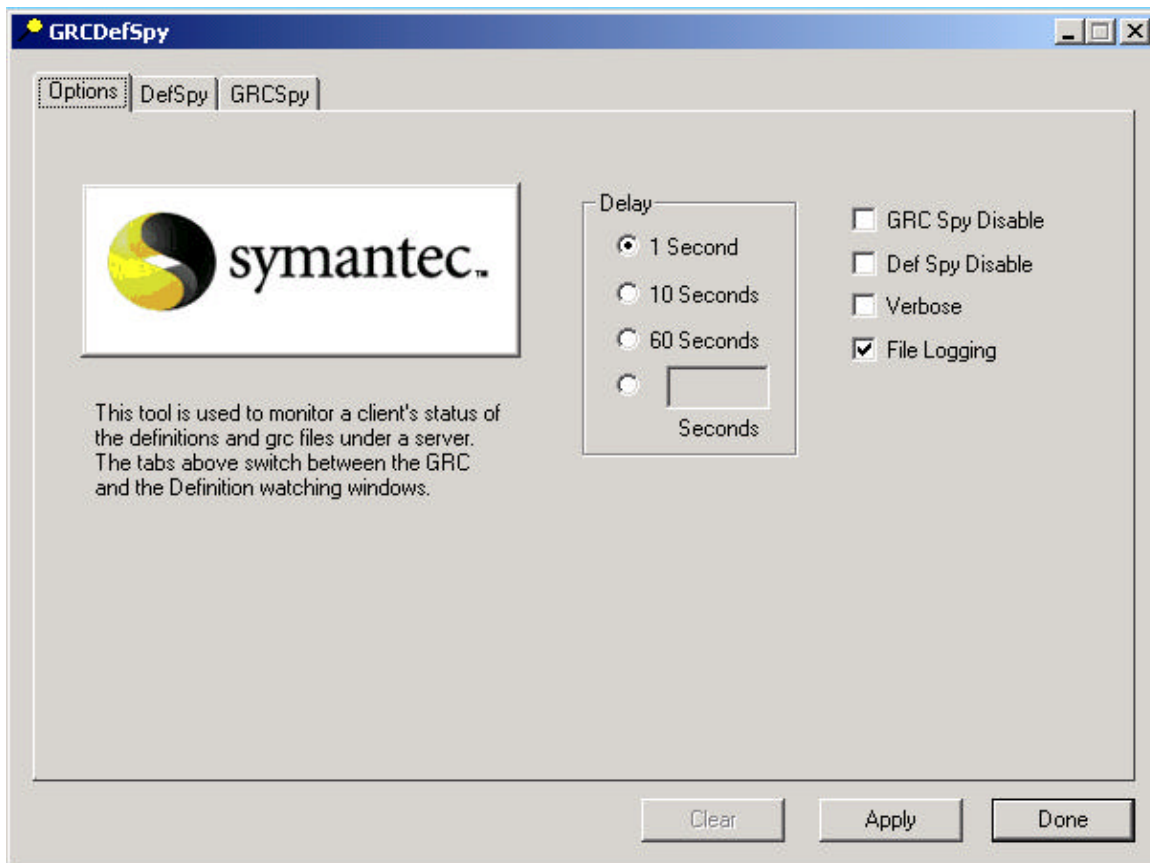 GRCDefSpy
Options
DefSpy
GRCSpy
symantec.™
This tool is used to monitor a client's status of
the definitions and grc files under a server.
The tabs above switch between the GRC
and the Definition watching windows.
Delay
1 Second
10 Seconds
60 Seconds
Seconds
GRC Spy Disable
Def Spy Disable
Verbose
File Logging
Clear
Apply
Done